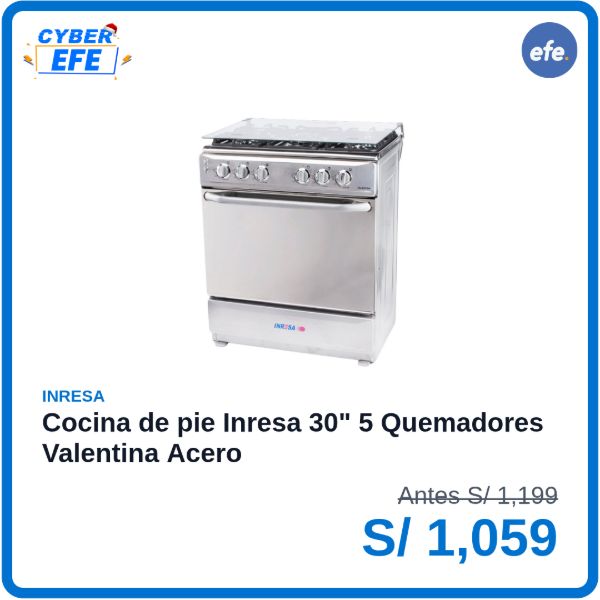 CYBER
EFE
efe.
INRESA
INRESA
Cocina de pie Inresa 30" 5 Quemadores
Valentina Acero
Antes S/ 1,199
S/ 1,059